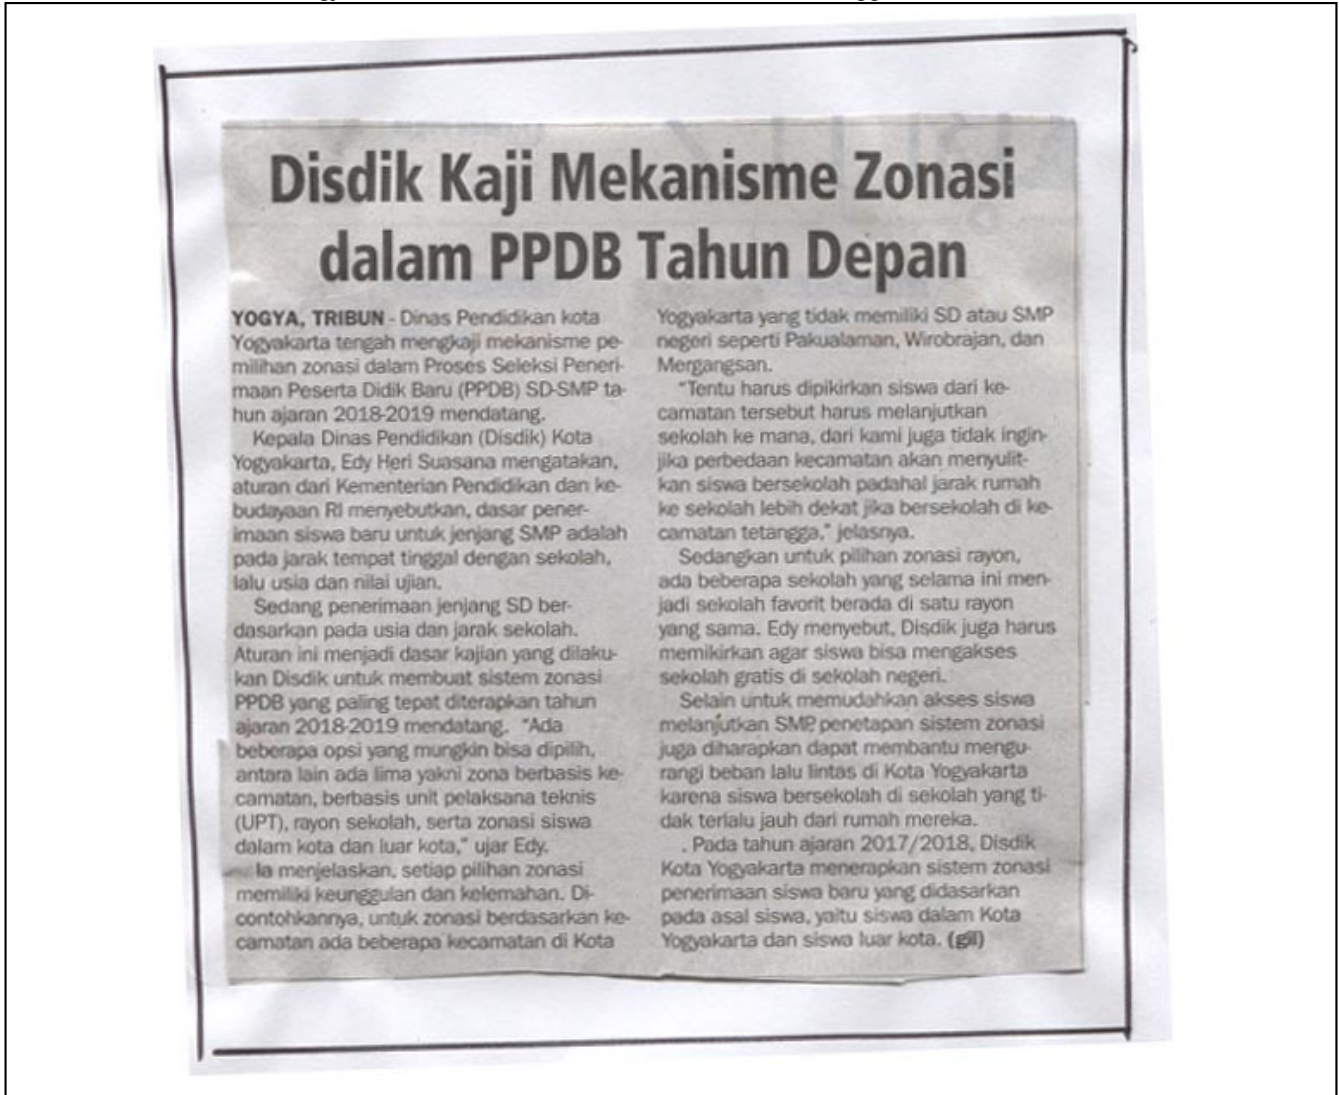 Disdik Kaji Mekanisme Zonasi
dalam PPDB Tahun Depan
YOGYA, TRIBUN - Dinas Pendidikan kota
Yogyakarta tengah mengkaji mekanisme pe-
milihan zonasi dalam Proses Seleksi Peneri-
maan Peserta Didik Baru (PPDB) SD-SMP ta-
hun ajaran 2018-2019 mendatang.
Kepala Dinas Pendidikan (Disdik) Kota
Yogyakarta, Edy Heri Suasana mengatakan,
aturan dari Kementerian Pendidikan dan ke-
budayaan RI menyebutkan, dasar pener-
imaan siswa baru untuk jenjang SMP adalah
pada jarak tempat tinggal dengan sekolah,
lalu usia dan nilai ujian.
Sedang penerimaan jenjang SD ber-
dasarkan pada usia dan jarak sekolah.
Aturan ini menjadi dasar kajian yang dilaku-
kan Disdik untuk membuat sistem zonasi
PPDB yang paling tepat diterapkan tahun
ajaran 2018-2019 mendatang. "Ada
beberapa opsi yang mungkin bisa dipilih,
antara lain ada lima yakni zona berbasis ke-
camatan, berbasis unit pelaksana teknis
(UPT), rayon sekolah, serta zonasi siswa
dalam kota dan luar kota," ujar Edy.
Ia menjelaskan, setiap pilihan zonasi
memiliki keunggulan dan kelemahan. Di-
contohkannya, untuk zonasi berdasarkan ke-
camatan ada beberapa kecamatan di Kota
Yogyakarta yang tidak memiliki SD atau SMP
negeri seperti Pakualaman, Wirobrajan, dan
Mergangsan.
"Tentu harus dipikirkan siswa dari ke-
camatan tersebut harus melanjutkan
sekolah ke mana, dari kami juga tidak ingin
jika perbedaan kecamatan akan menyulit-
kan siswa bersekolah padahal jarak rumah
ke sekolah lebih dekat jika bersekolah di ke-
camatan tetangga," jelasnya.
Sedangkan untuk pilihan zonasi rayon,
ada beberapa sekolah yang selama ini men-
jadi sekolah favorit berada di satu rayon
yang sama. Edy menyebut, Disdik juga harus
memikirkan agar siswa bisa mengakses
sekolah gratis di sekolah negeri.
Selain untuk memudahkan akses siswa
melanjutkan SMP, penetapan sistem zonasi
juga diharapkan dapat membantu mengu-
rangi beban lalu lintas di Kota Yogyakarta
karena siswa bersekolah di sekolah yang ti-
dak terlalu jauh dari rumah mereka.
Pada tahun ajaran 2017/2018, Disdik
Kota Yogyakarta menerapkan sistem zonasi
penerimaan siswa baru yang didasarkan
pada asal siswa, yaitu siswa dalam Kota
Yogyakarta dan siswa luar kota. (gil)